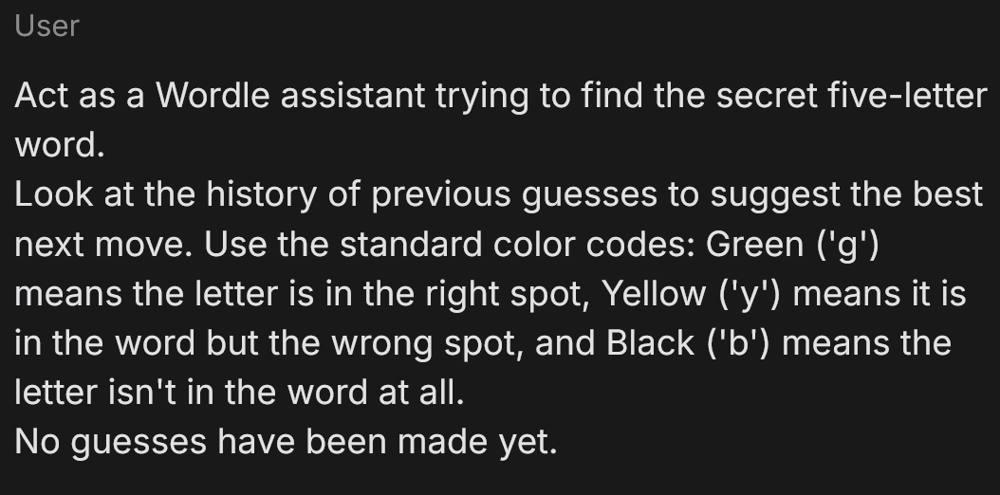 User
Act as a Wordle assistant trying to find the secret five-letter
word.
Look at the history of previous guesses to suggest the best
next move. Use the standard color codes: Green ('g')
means the letter is in the right spot, Yellow ('y') means it is
in the word but the wrong spot, and Black ('b') means the
letter isn't in the word at all.
No guesses have been made yet.